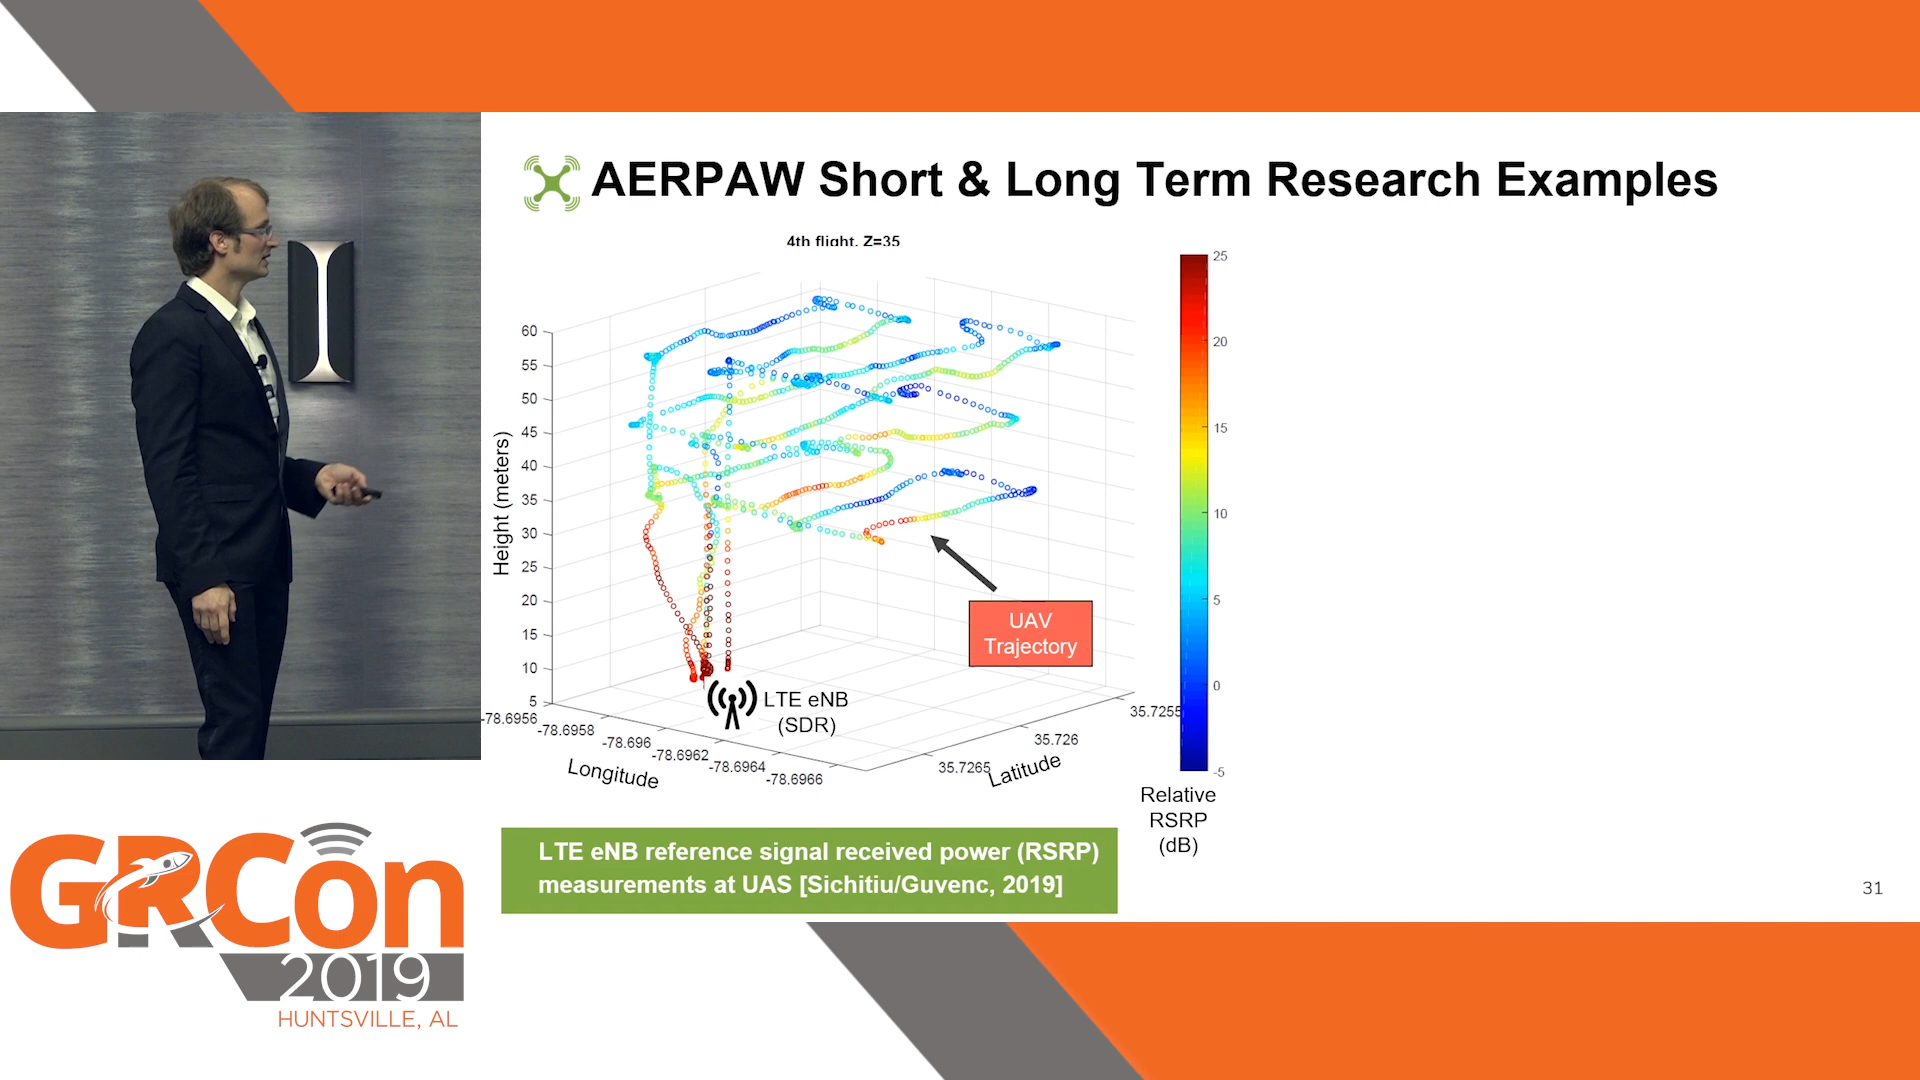 AERPAW Short & Long Term Research Examples
4th flight, Z=35
60
55
50
45
40
35
30
25
20
15
10
5
Height (meters)
-78.6956
-78.6958
-78.696
-78.6962
-78.6964
-78.6966
Longitude
35.7265
35.726
35.7255
Latitude
UAV
Trajectory
LTE eNB
(SDR)
25
20
15
10
5
0
-5
Relative
RSRP
(dB)
LTE eNB reference signal received power (RSRP)
measurements at UAS [Sichitiu/Guvenc, 2019]
31
GRCon
2019
HUNTSVILLE, AL